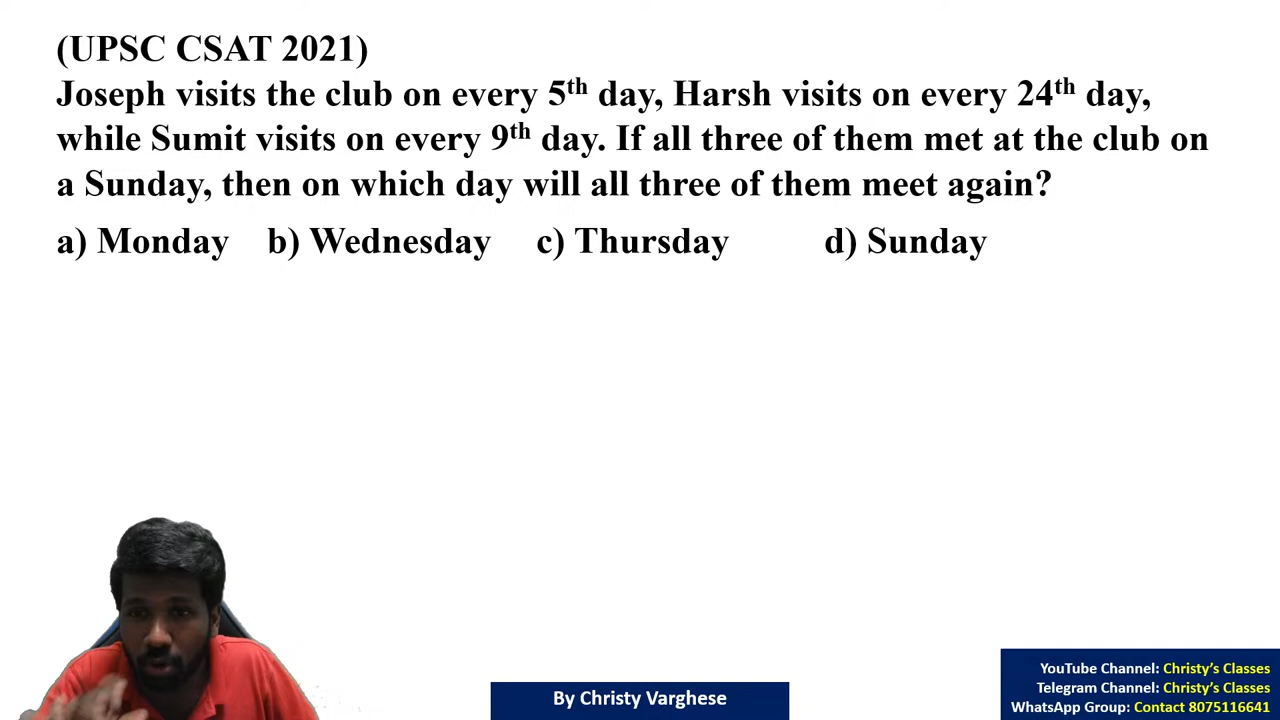 (UPSC CSAT 2021)
Joseph visits the club on every 5th day, Harsh visits on every 24th day,
while Sumit visits on every 9th day. If all three of them met at the club on
a Sunday, then on which day will all three of them meet again?
a) Monday b) Wednesday c) Thursday d) Sunday
By Christy Varghese
YouTube Channel: Christy's Classes
Telegram Channel: Christy's Classes
WhatsApp Group: Contact 8075116641